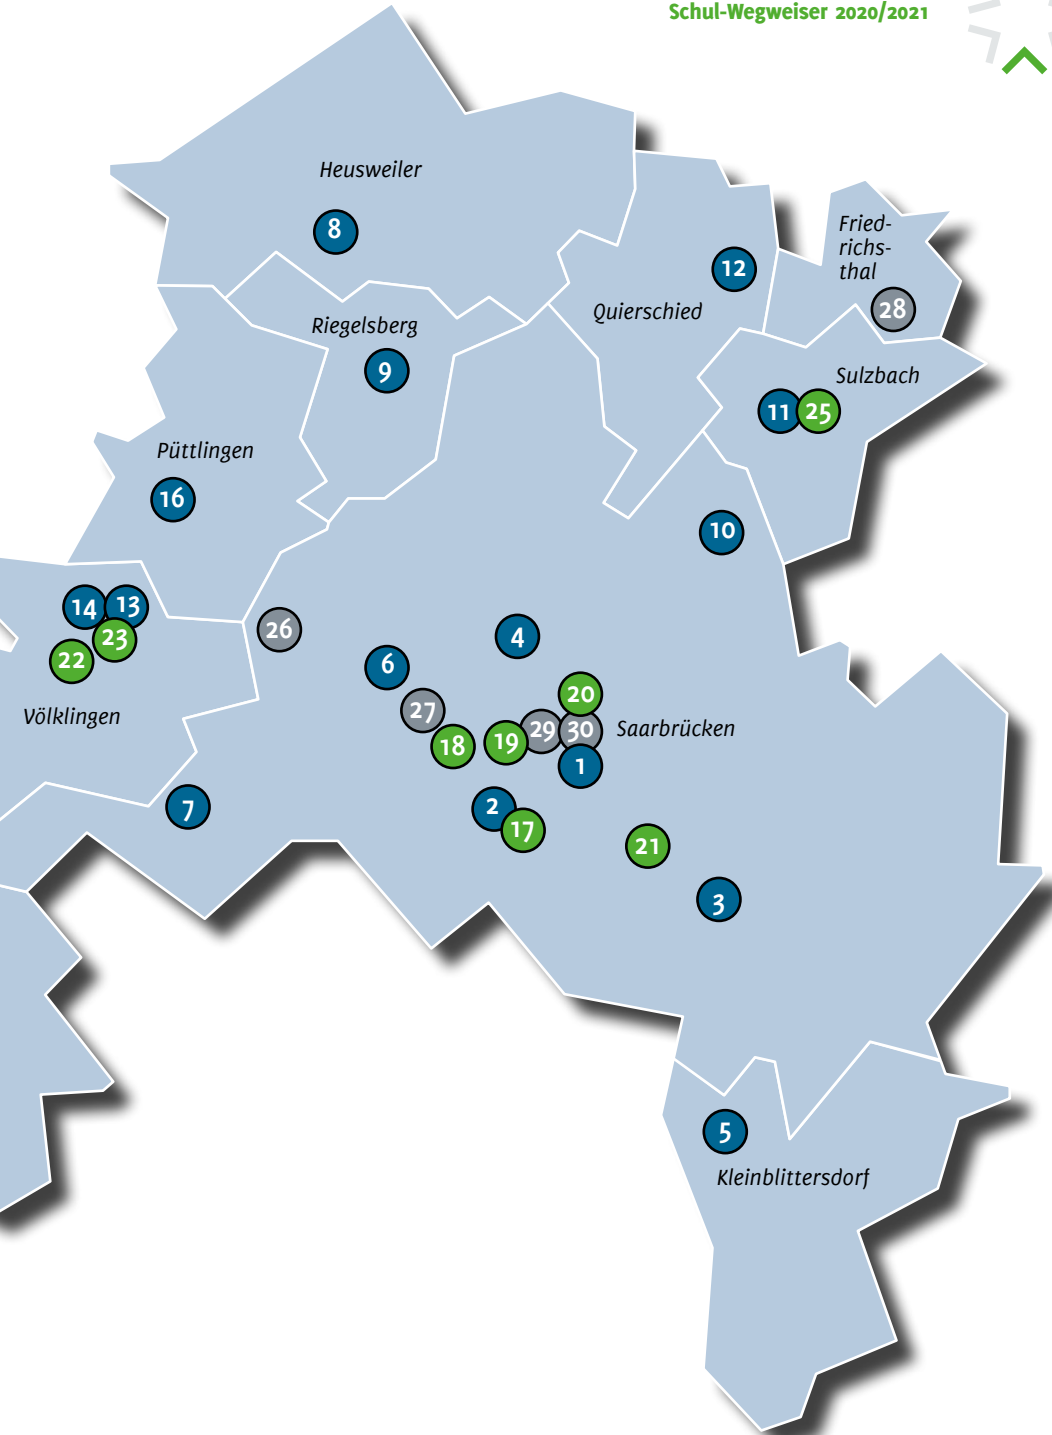 Schul-Wegweiser 2020/2021
Heusweiler
8
Fried-
richs-
thal
12
28
Quierschied
Riegelsberg
9
Sulzbach
11
25
Püttlingen
16
10
14
13
23
22
26
4
6
20
27
Völklingen
18
19
29
30
Saarbrücken
1
7
2
17
21
3
5
Kleinblittersdorf